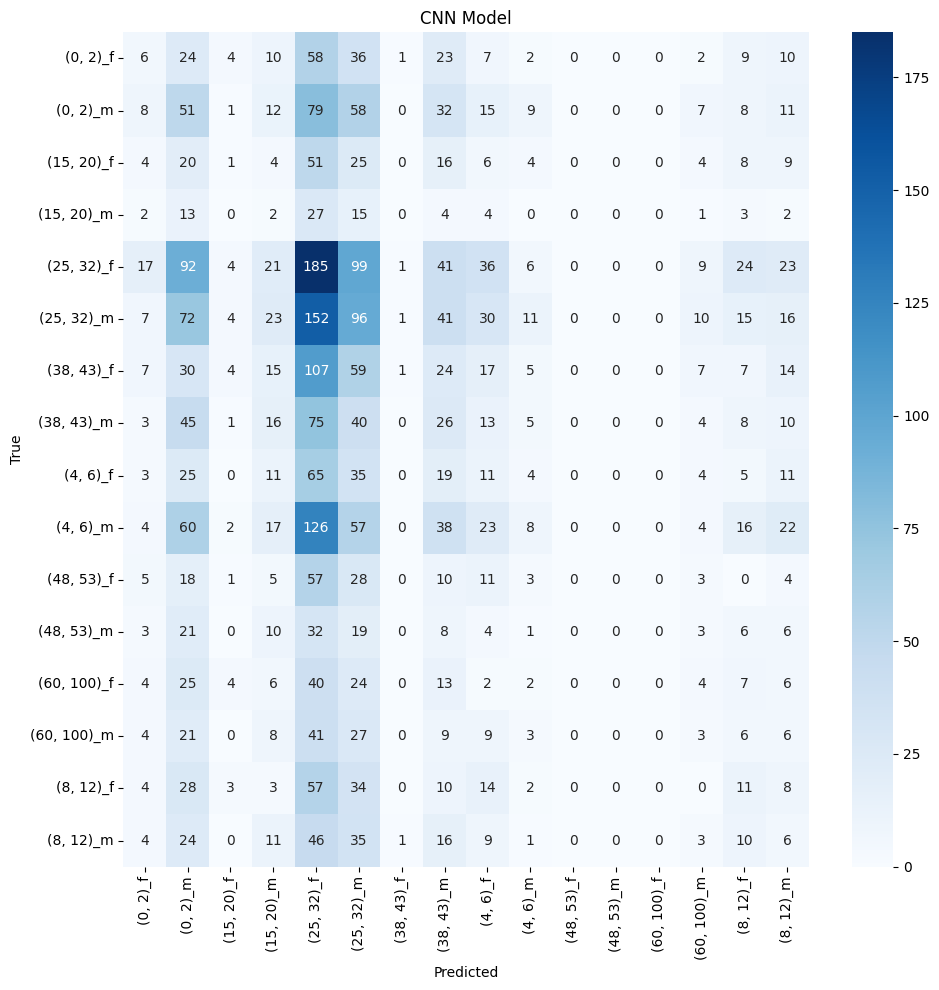 CNN Model
True
(0, 2)_f 6 24 4 10 58 36 1 23 7 2 0 0 0 2 9 10
(0, 2)_m 8 51 1 12 79 58 0 32 15 9 0 0 0 7 8 11
(15, 20)_f 4 20 1 4 51 25 0 16 6 4 0 0 0 4 8 9
(15, 20)_m 2 13 0 2 27 15 0 4 4 0 0 0 0 1 3 2
(25, 32)_f 17 92 4 21 185 99 1 41 36 6 0 0 0 9 24 23
(25, 32)_m 7 72 4 23 152 96 1 41 30 11 0 0 0 10 15 16
(38, 43)_f 7 30 4 15 107 59 1 24 17 5 0 0 0 7 7 14
(38, 43)_m 3 45 1 16 75 40 0 26 13 5 0 0 0 4 8 10
(4, 6)_f 3 25 0 11 65 35 0 19 11 4 0 0 0 4 5 11
(4, 6)_m 4 60 2 17 126 57 0 38 23 8 0 0 0 4 16 22
(48, 53)_f 5 18 1 5 57 28 0 10 11 3 0 0 0 3 0 4
(48, 53)_m 3 21 0 10 32 19 0 8 4 1 0 0 0 3 6 6
(60, 100)_f 4 25 4 6 40 24 0 13 2 2 0 0 0 4 7 6
(60, 100)_m 4 21 0 8 41 27 0 9 9 3 0 0 0 3 6 6
(8, 12)_f 4 28 3 3 57 34 0 10 14 2 0 0 0 0 11 8
(8, 12)_m 4 24 0 11 46 35 1 16 9 1 0 0 0 3 10 6
(0, 2)_f (0, 2)_m (15, 20)_f (15, 20)_m (25, 32)_f (25, 32)_m (38, 43)_f (38, 43)_m (4, 6)_f (4, 6)_m (48, 53)_f (48, 53)_m (60, 100)_f (60, 100)_m (8, 12)_f (8, 12)_m
Predicted
175
150
125
100
75
50
25
0